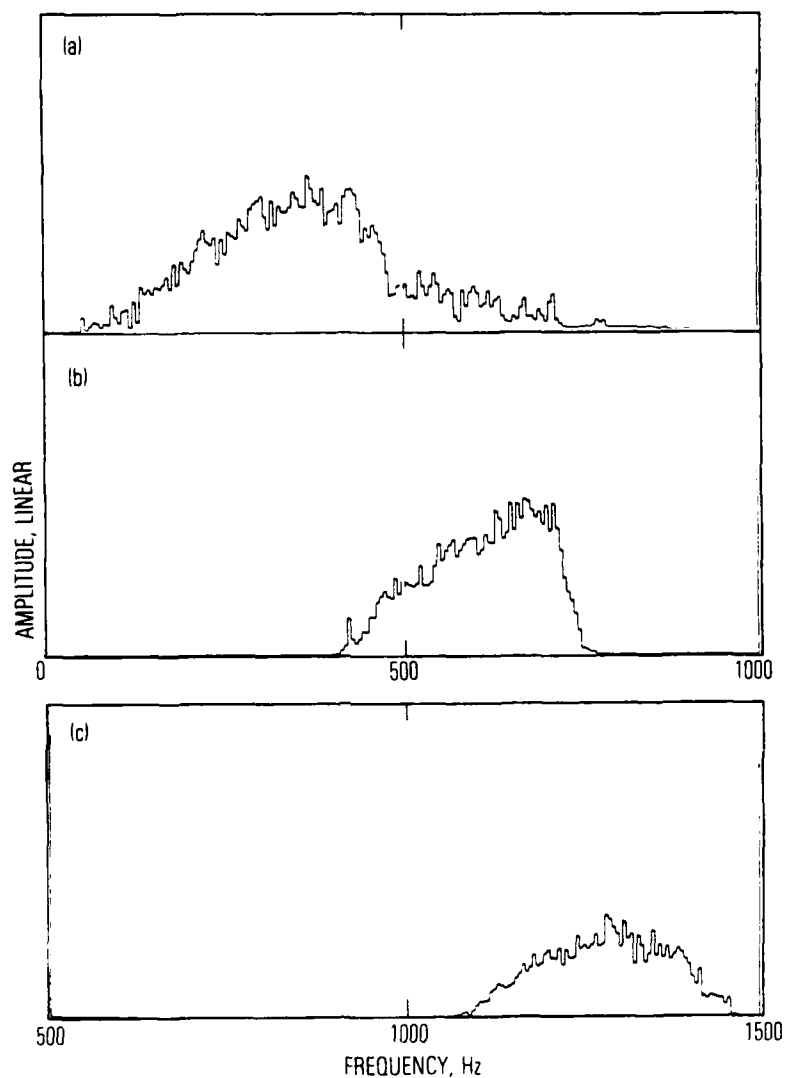 (a)
(b)
AMPLITUDE, LINEAR
0 500 1000
(c)
500 1000 1500
FREQUENCY, Hz